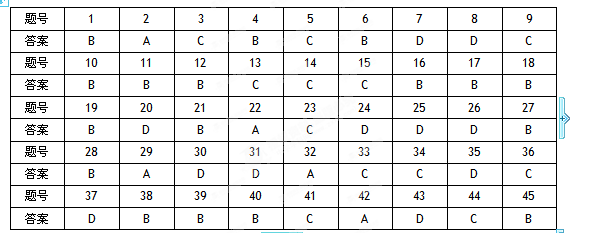 题号 1 2 3 4 5 6 7 8 9
答案 B A C B C B D D C
题号 10 11 12 13 14 15 16 17 18
答案 B B B C C C B B B
题号 19 20 21 22 23 24 25 26 27
答案 B D B A C D D D B
题号 28 29 30 31 32 33 34 35 36
答案 B A D D A C C D C
题号 37 38 39 40 41 42 43 44 45
答案 D B B B C A D C B